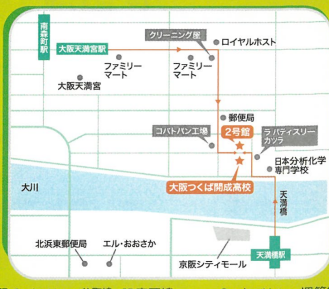 南森町駅
大阪天満宮駅
クリーニング屋
ロイヤルホスト
ファミリー
マート
ファミリー
マート
大阪天満宮
郵便局
2号館
コバトパン工場
ラ パティスリー
カツラ
日本分析化学
専門学校
大阪つくば開成高校
大川
天満橋
北浜東郵便局
エル・おおさか
京阪シティモール
天満橋駅